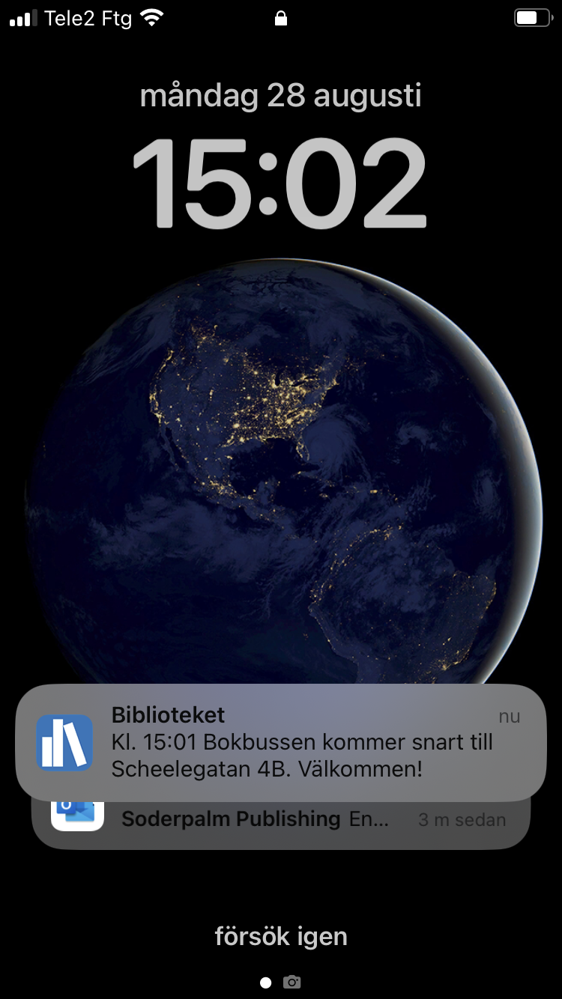 Tele2 Ftg
måndag 28 augusti
15:02
Biblioteket nu
Kl. 15:01 Bokbussen kommer snart till
Scheelegatan 4B. Välkommen!
Soderpalm Publishing En... 3 m sedan
försök igen